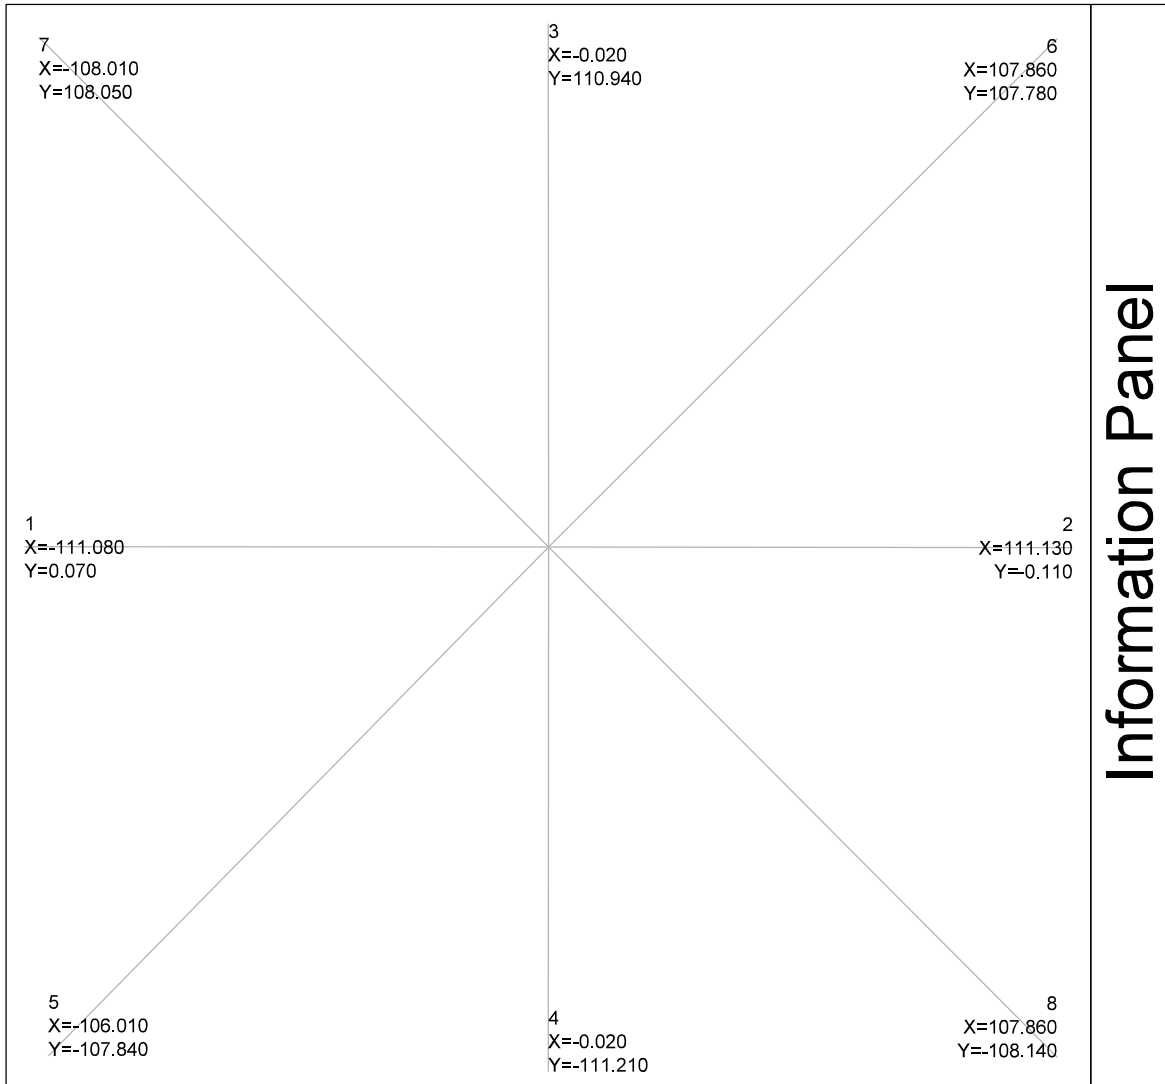 7
X=-108.010
Y=108.050
3
X=-0.020
Y=110.940
6
X=107.860
Y=107.780
1
X=-111.080
Y=0.070
2
X=111.130
Y=-0.110
5
X=-106.010
Y=-107.840
4
X=-0.020
Y=-111.210
8
X=107.860
Y=-108.140
Information Panel